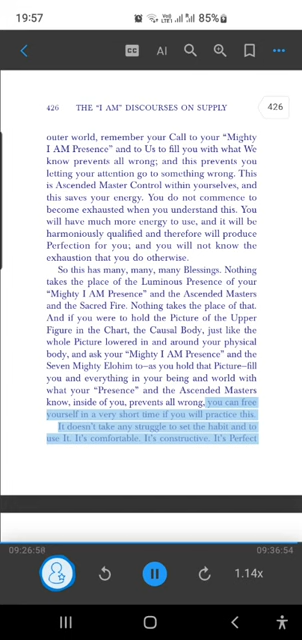 19:57
85%
CC
AI
426 THE “I AM” DISCOURSES ON SUPPLY
426
outer world, remember your Call to your “Mighty
I AM Presence” and to Us to fill you with what We
know prevents all wrong; and this prevents you
letting your attention go to something wrong. This
is Ascended Master Control within yourselves, and
this saves your energy. You do not commence to
become exhausted when you understand this. You
will have much more energy to use, and it will be
harmoniously qualified and therefore will produce
Perfection for you; and you will not know the
exhaustion that you do otherwise.
So this has many, many, many Blessings. Nothing
takes the place of the Luminous Presence of your
“Mighty I AM Presence” and the Ascended Masters
and the Sacred Fire. Nothing takes the place of that.
And if you were to hold the Picture of the Upper
Figure in the Chart, the Causal Body, just like the
whole Picture lowered in and around your physical
body, and ask your “Mighty I AM Presence” and the
Seven Mighty Elohim to—as you hold that Picture—fill
you and everything in your being and world with
what your “Presence” and the Ascended Masters
know, inside of you, prevents all wrong, you can free
yourself in a very short time if you will practice this.
It doesn’t take any struggle to set the habit and to
use It. It’s comfortable. It’s constructive. It’s Perfect
09:26:58
09:36:54
1.14x